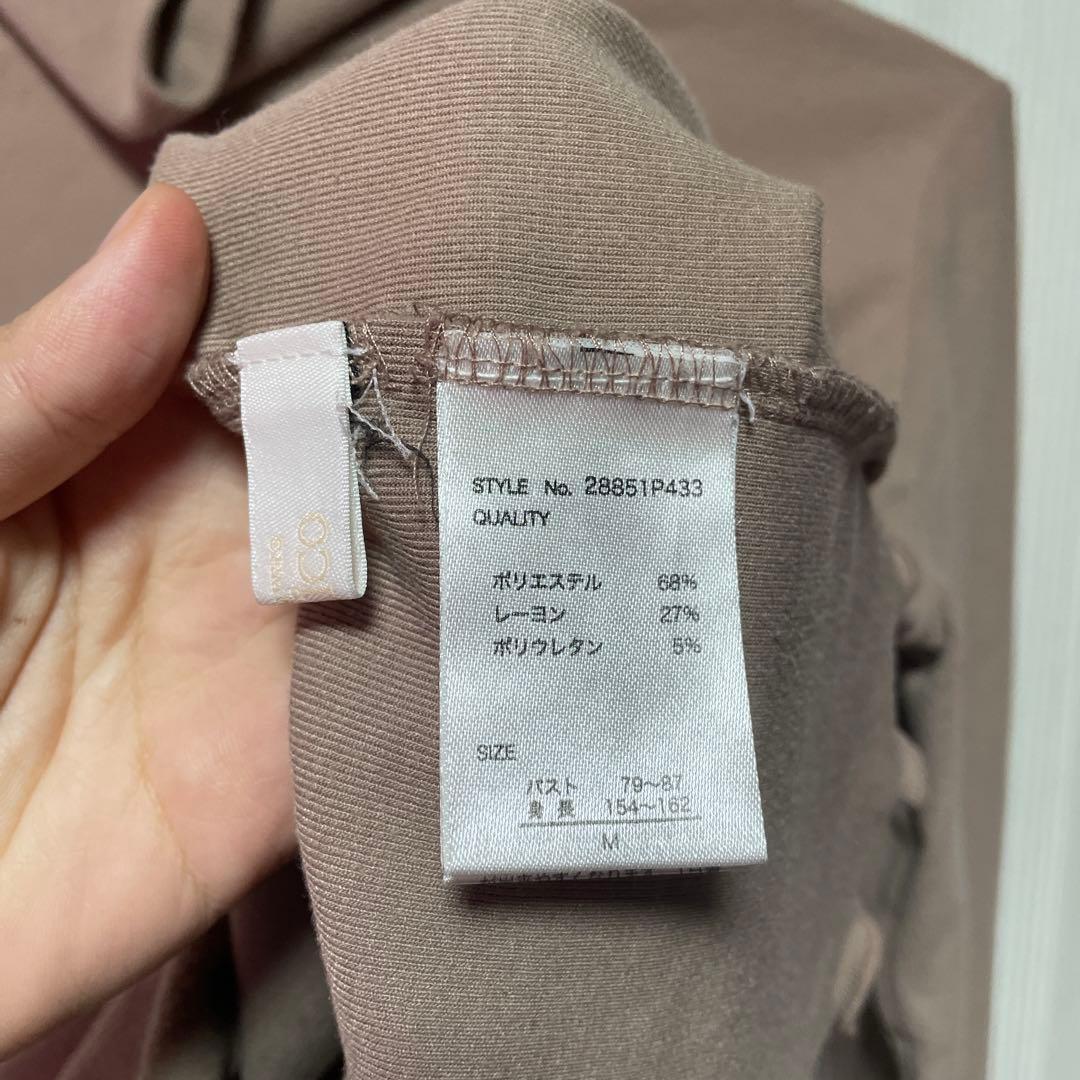 STYLE No. 28851P433
QUALITY
ポリエステル 68%
レーヨン 27%
ポリウレタン 5%
SIZE
バスト 79~87
身長 154~162
M